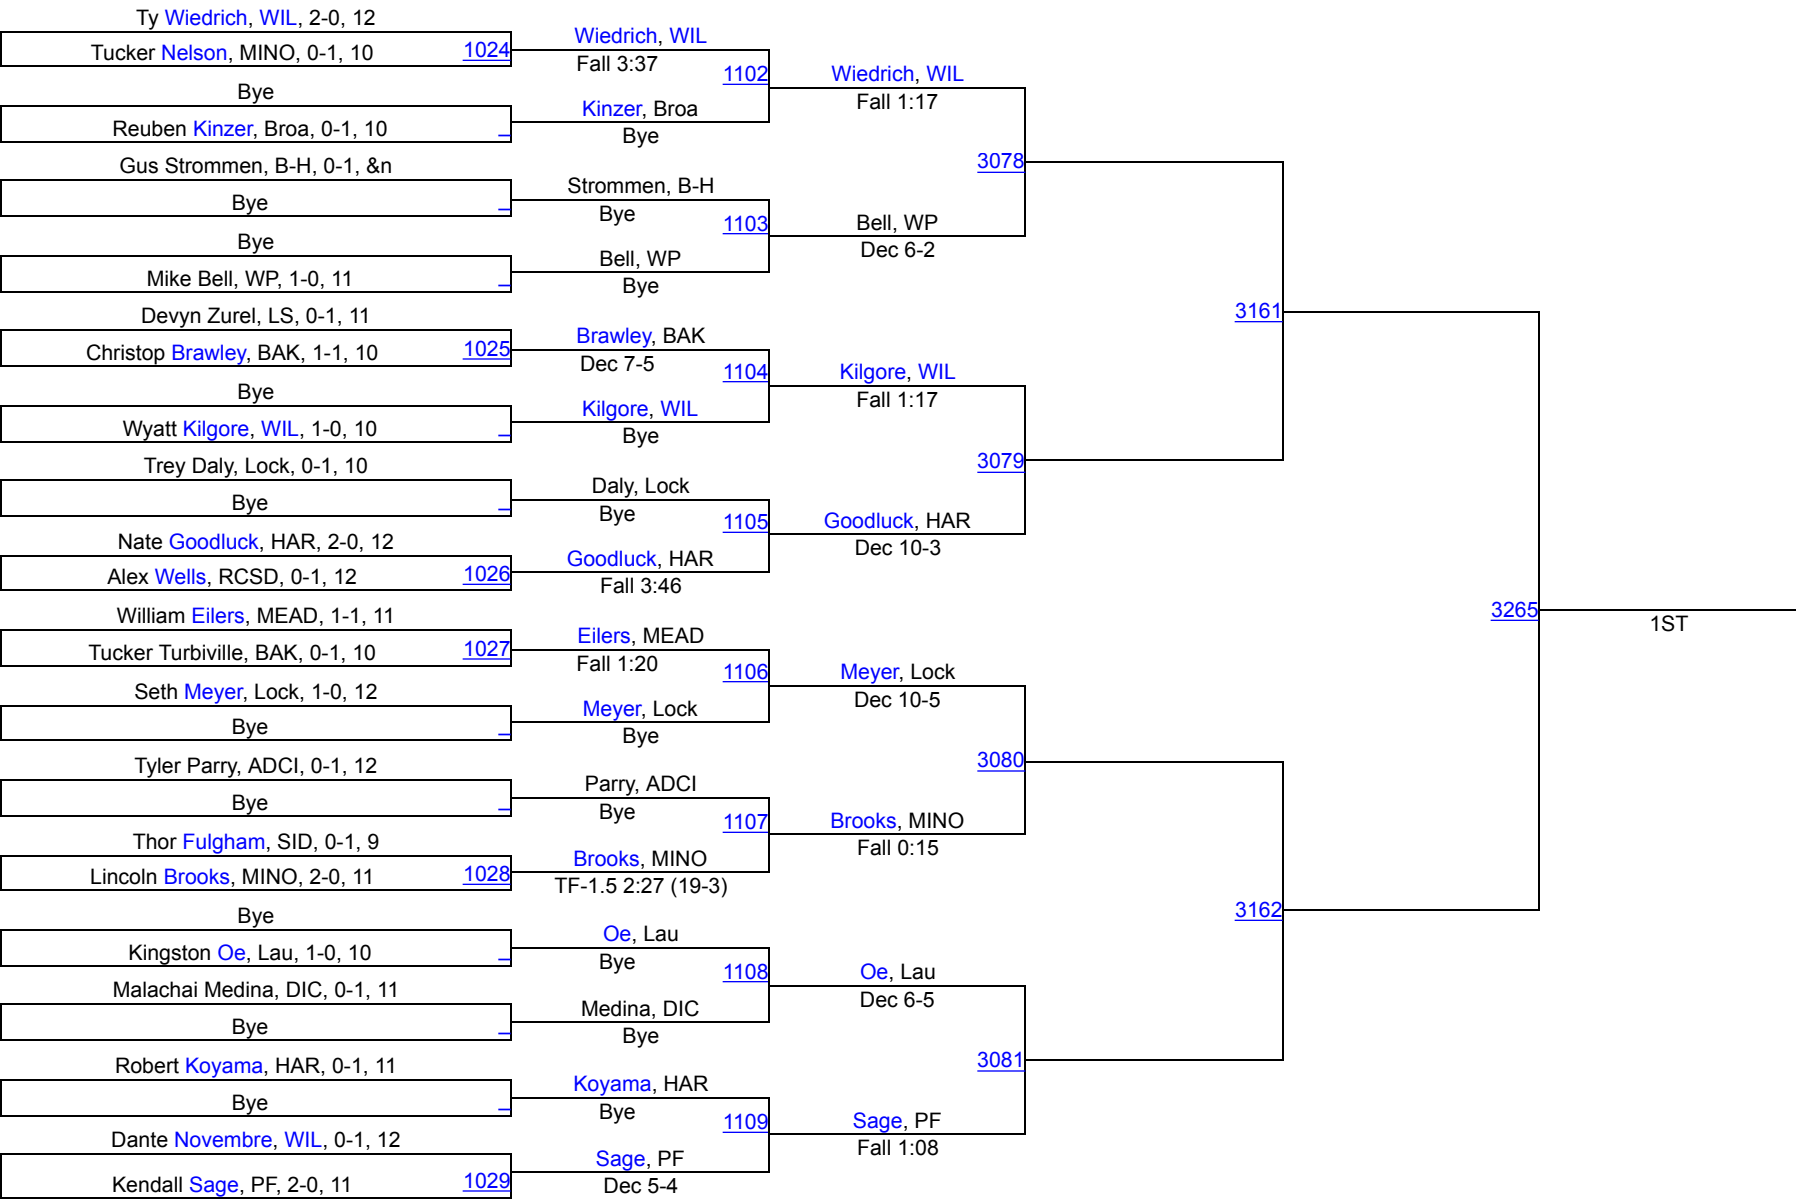 Ty Wiedrich, WIL, 2-0, 12
Tucker Nelson, MINO, 0-1, 10
1024
Bye
Reuben Kinzer, Broa, 0-1, 10
Gus Strommen, B-H, 0-1, &n
Bye
Bye
Mike Bell, WP, 1-0, 11
Devyn Zurel, LS, 0-1, 11
Christop Brawley, BAK, 1-1, 10
1025
Bye
Wyatt Kilgore, WIL, 1-0, 10
Trey Daly, Lock, 0-1, 10
Bye
Nate Goodluck, HAR, 2-0, 12
Alex Wells, RCSD, 0-1, 12
1026
William Eilers, MEAD, 1-1, 11
Tucker Turbiville, BAK, 0-1, 10
1027
Seth Meyer, Lock, 1-0, 12
Bye
Tyler Parry, ADCI, 0-1, 12
Bye
Thor Fulgham, SID, 0-1, 9
Lincoln Brooks, MINO, 2-0, 11
1028
Bye
Kingston Oe, Lau, 1-0, 10
Malachai Medina, DIC, 0-1, 11
Bye
Robert Koyama, HAR, 0-1, 11
Bye
Dante Novembre, WIL, 0-1, 12
Kendall Sage, PF, 2-0, 11
1029
Wiedrich, WIL
Fall 3:37
1102
Kinzer, Broa
Bye
Strommen, B-H
Bye
1103
Bell, WP
Bye
Brawley, BAK
Dec 7-5
1104
Kilgore, WIL
Bye
Daly, Lock
Bye
1105
Goodluck, HAR
Fall 3:46
Eilers, MEAD
Fall 1:20
1106
Meyer, Lock
Bye
Parry, ADCI
Bye
1107
Brooks, MINO
TF-1.5 2:27 (19-3)
Oe, Lau
Bye
1108
Medina, DIC
Bye
Koyama, HAR
Bye
1109
Sage, PF
Dec 5-4
Wiedrich, WIL
Fall 1:17
3078
Bell, WP
Dec 6-2
Kilgore, WIL
Fall 1:17
3079
Goodluck, HAR
Dec 10-3
Meyer, Lock
Dec 10-5
3080
Brooks, MINO
Fall 0:15
Oe, Lau
Dec 6-5
3081
Sage, PF
Fall 1:08
3161
3162
3265
1ST